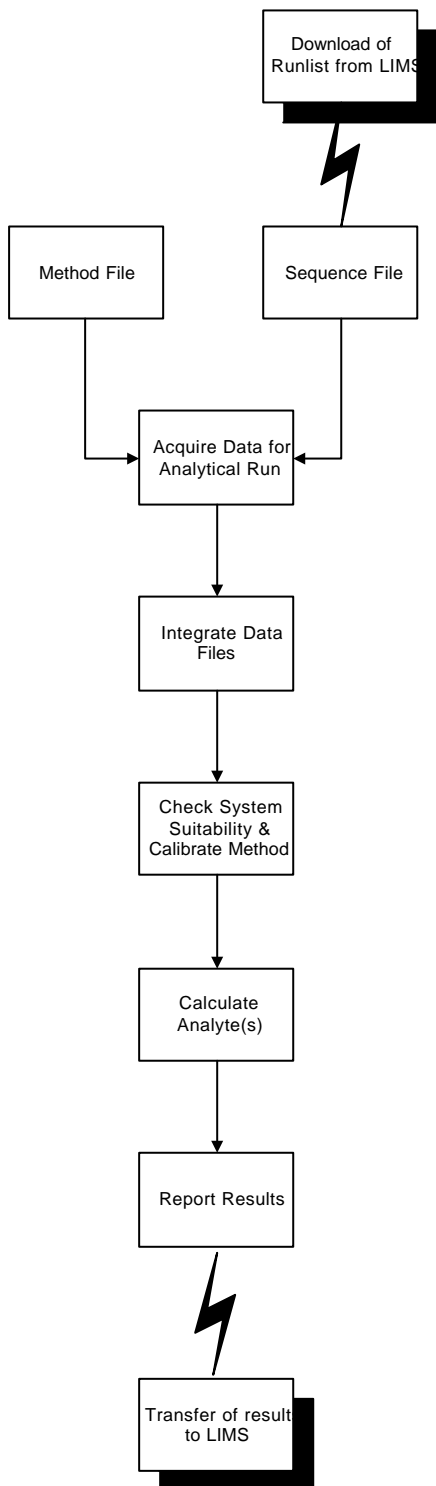 Download of
Runlist from LIMS
Method File
Sequence File
Acquire Data for
Analytical Run
Integrate Data
Files
Check System
Suitability &
Calibrate Method
Calculate
Analyte(s)
Report Results
Transfer of result
to LIMS